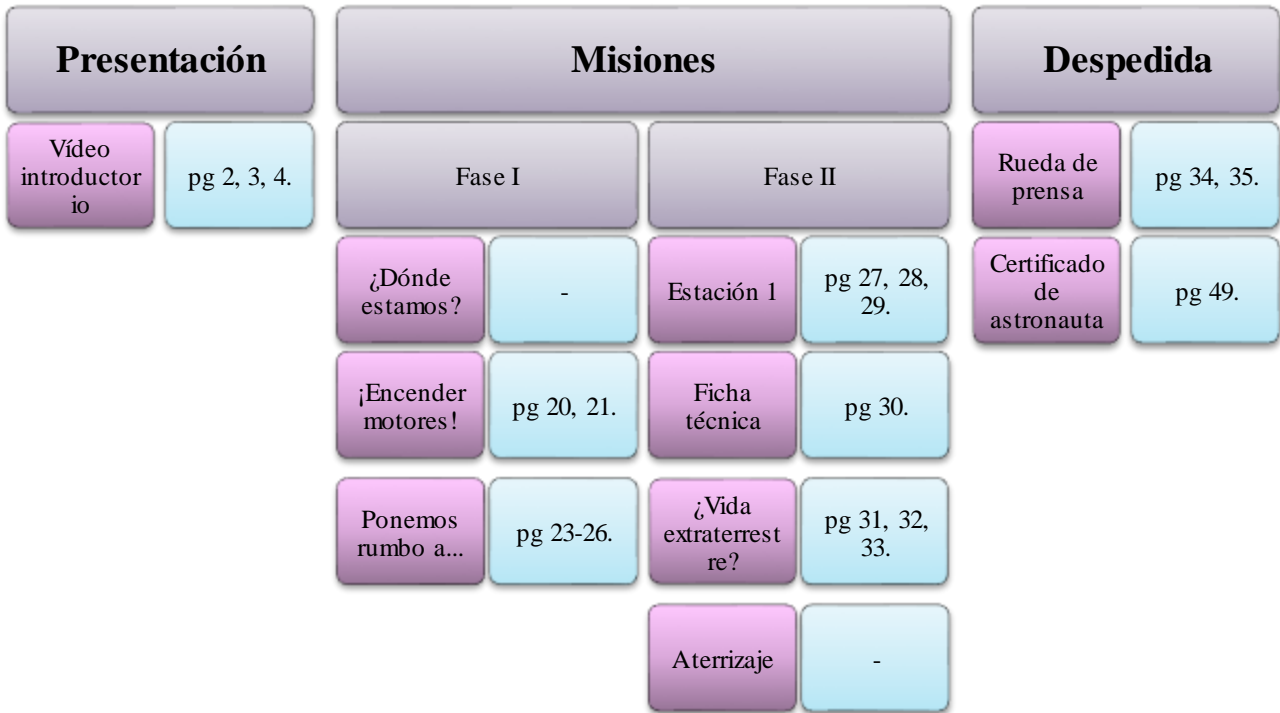 Presentación
Vídeo
introductor
io
pg 2, 3, 4.
Misiones
Fase I
¿Dónde
estamos?
-
¡Encender
motores!
pg 20, 21.
Ponemos
rumbo a...
pg 23-26.
Fase II
Estación 1
pg 27, 28,
29.
Ficha
técnica
pg 30.
¿Vida
extraterrest
re?
pg 31, 32,
33.
Aterrizaje
-
Despedida
Rueda de
prensa
pg 34, 35.
Certificado
de
astronauta
pg 49.